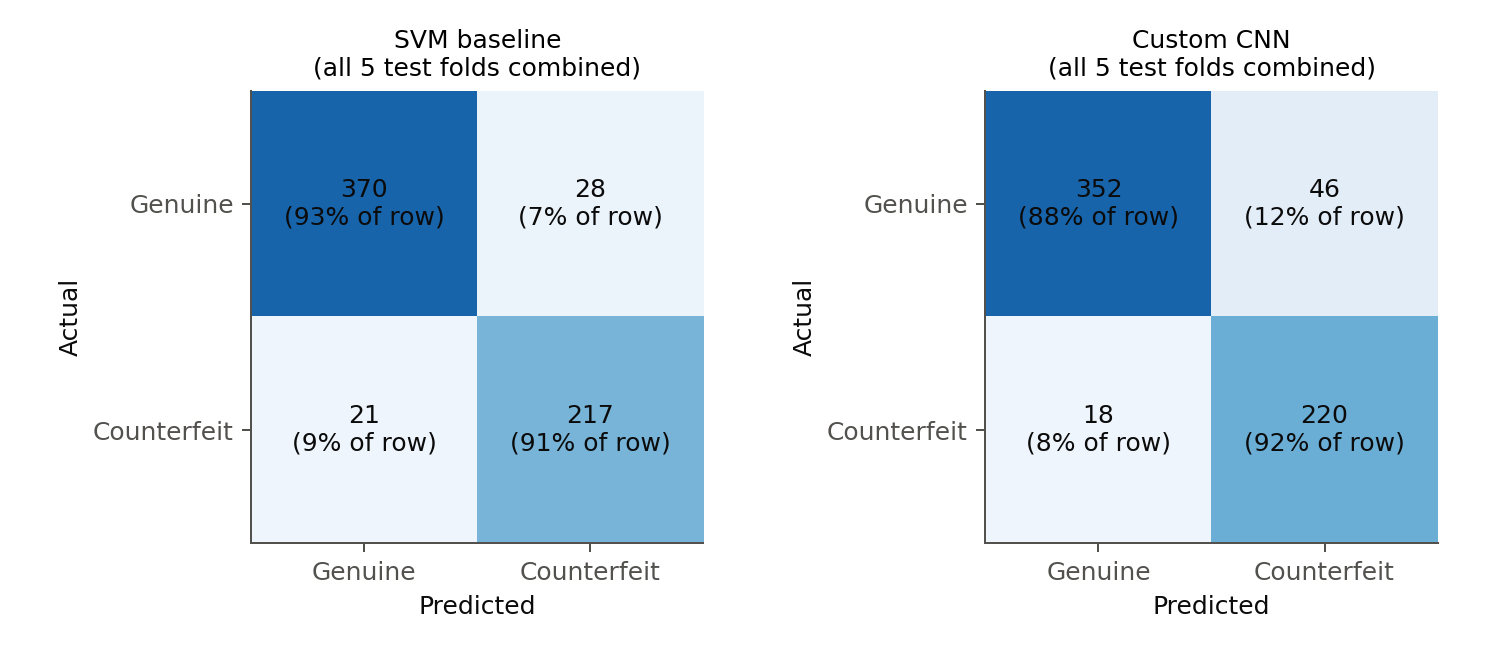 SVM baseline
(all 5 test folds combined)
Actual
Genuine
370
(93% of row)
28
(7% of row)
Counterfeit
21
(9% of row)
217
(91% of row)
Genuine
Counterfeit
Predicted
Custom CNN
(all 5 test folds combined)
Actual
Genuine
352
(88% of row)
46
(12% of row)
Counterfeit
18
(8% of row)
220
(92% of row)
Genuine
Counterfeit
Predicted